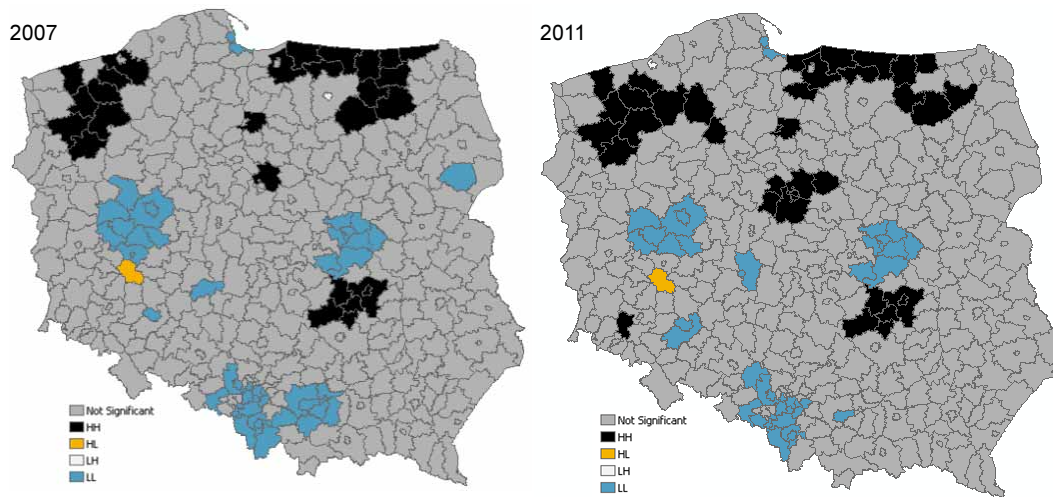 2007
Not Significant
HH
HL
LH
LL
2011
Not Significant
HH
HL
LH
LL